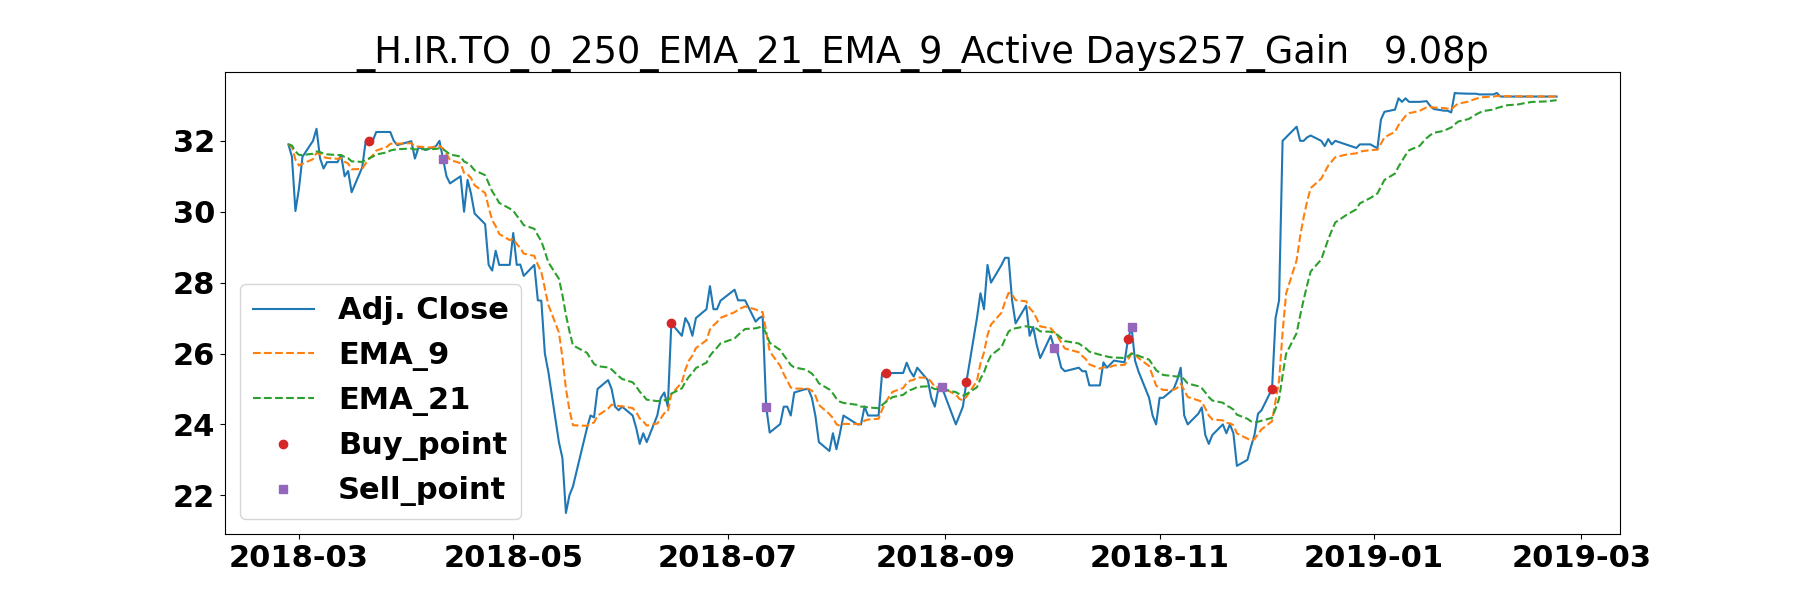 _H.IR.TO_0_250_EMA_21_EMA_9_Active Days257_Gain   9.08p
32
30
28
26
24
22
Adj. Close
EMA_9
EMA_21
Buy_point
Sell_point
2018-03 2018-05 2018-07 2018-09 2018-11 2019-01 2019-03